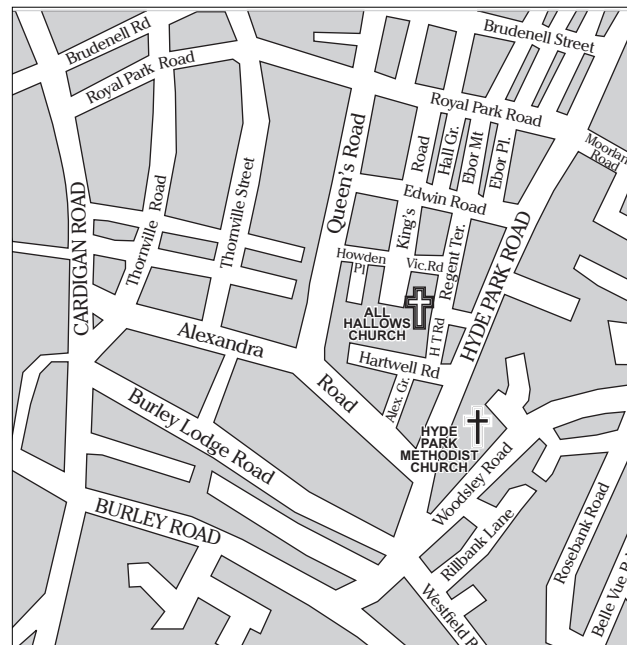 Brudenell Rd
Brudenell Street
Royal Park Road
Royal Park Road
Moorlan
Road
Queen's Road
King's
Road
Hall Gr.
Ebor Mt
Ebor Pl.
Edwin Road
CARDIGAN ROAD
Thornville Road
Thornville Street
Howden
Pl
Vic.Rd
Regent Ter.
HYDE PARK ROAD
ALL
HALLOWS
CHURCH
H T Rd
Hartwell Rd
Alexandra
Road
Alex. Gr.
HYDE
PARK
METHODIST
CHURCH
Burley Lodge Road
Woodsley Road
BURLEY ROAD
Rillbank Lane
Rosebank Road
Westfield R
Belle Vue R